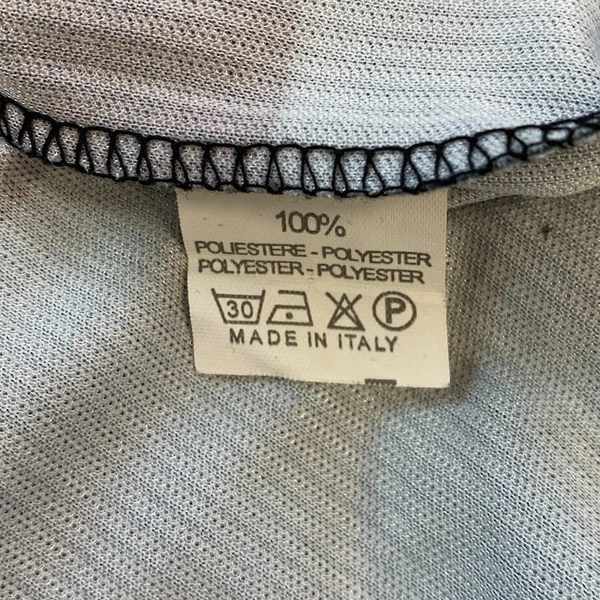 100%
POLIESTERE - POLYESTER
POLYESTER - POLYESTER
30 P
MADE IN ITALY